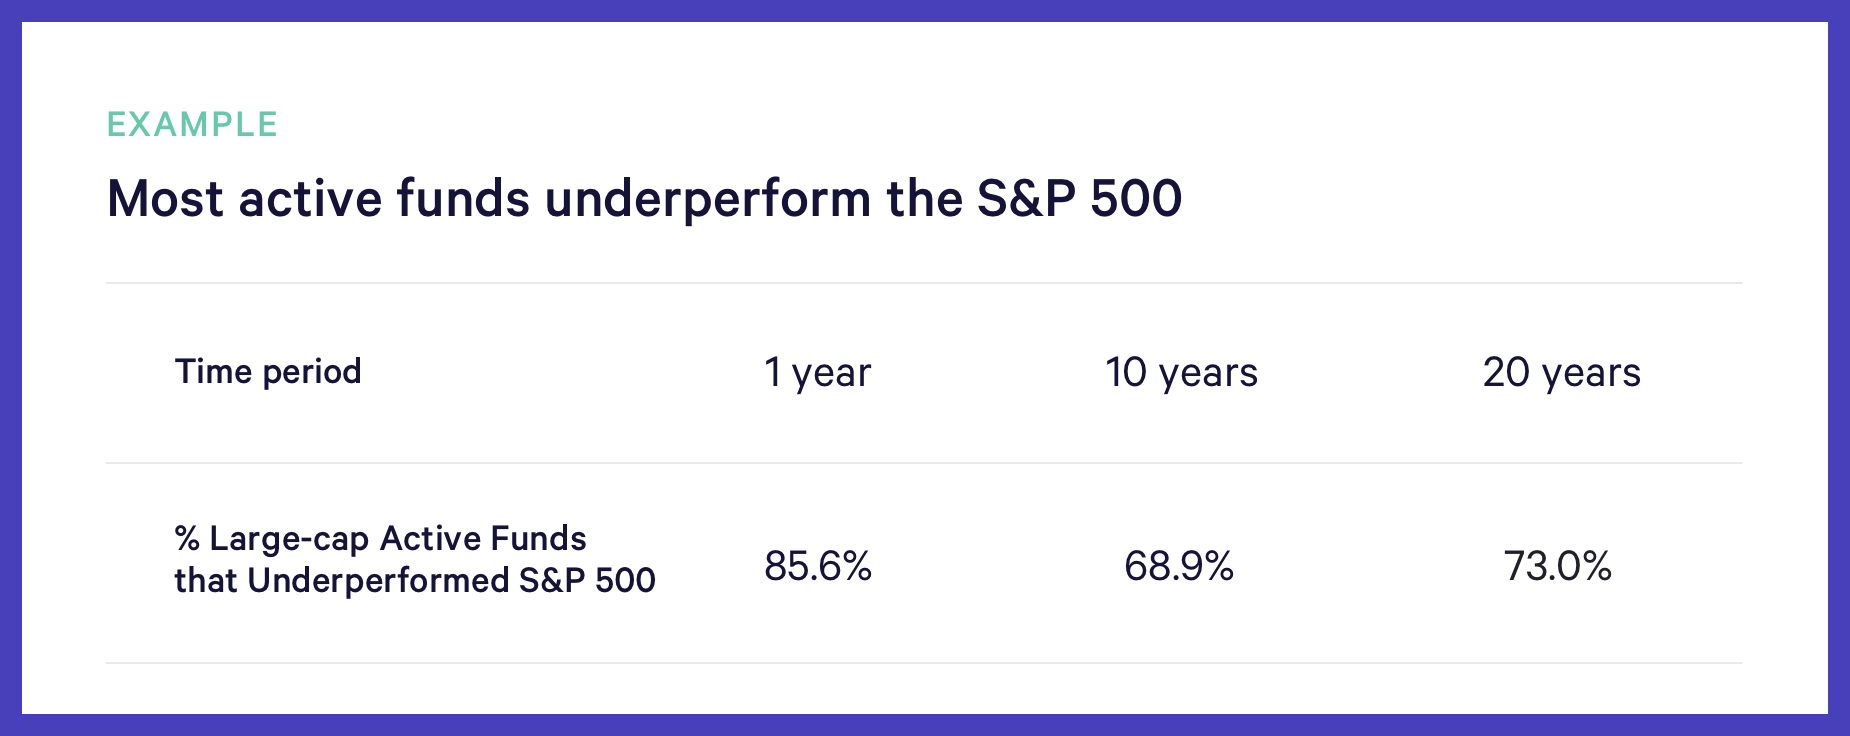 EXAMPLE
Most active funds underperform the S&P 500
Time period 1 year 10 years 20 years
% Large-cap Active Funds
that Underperformed S&P 500 85.6% 68.9% 73.0%